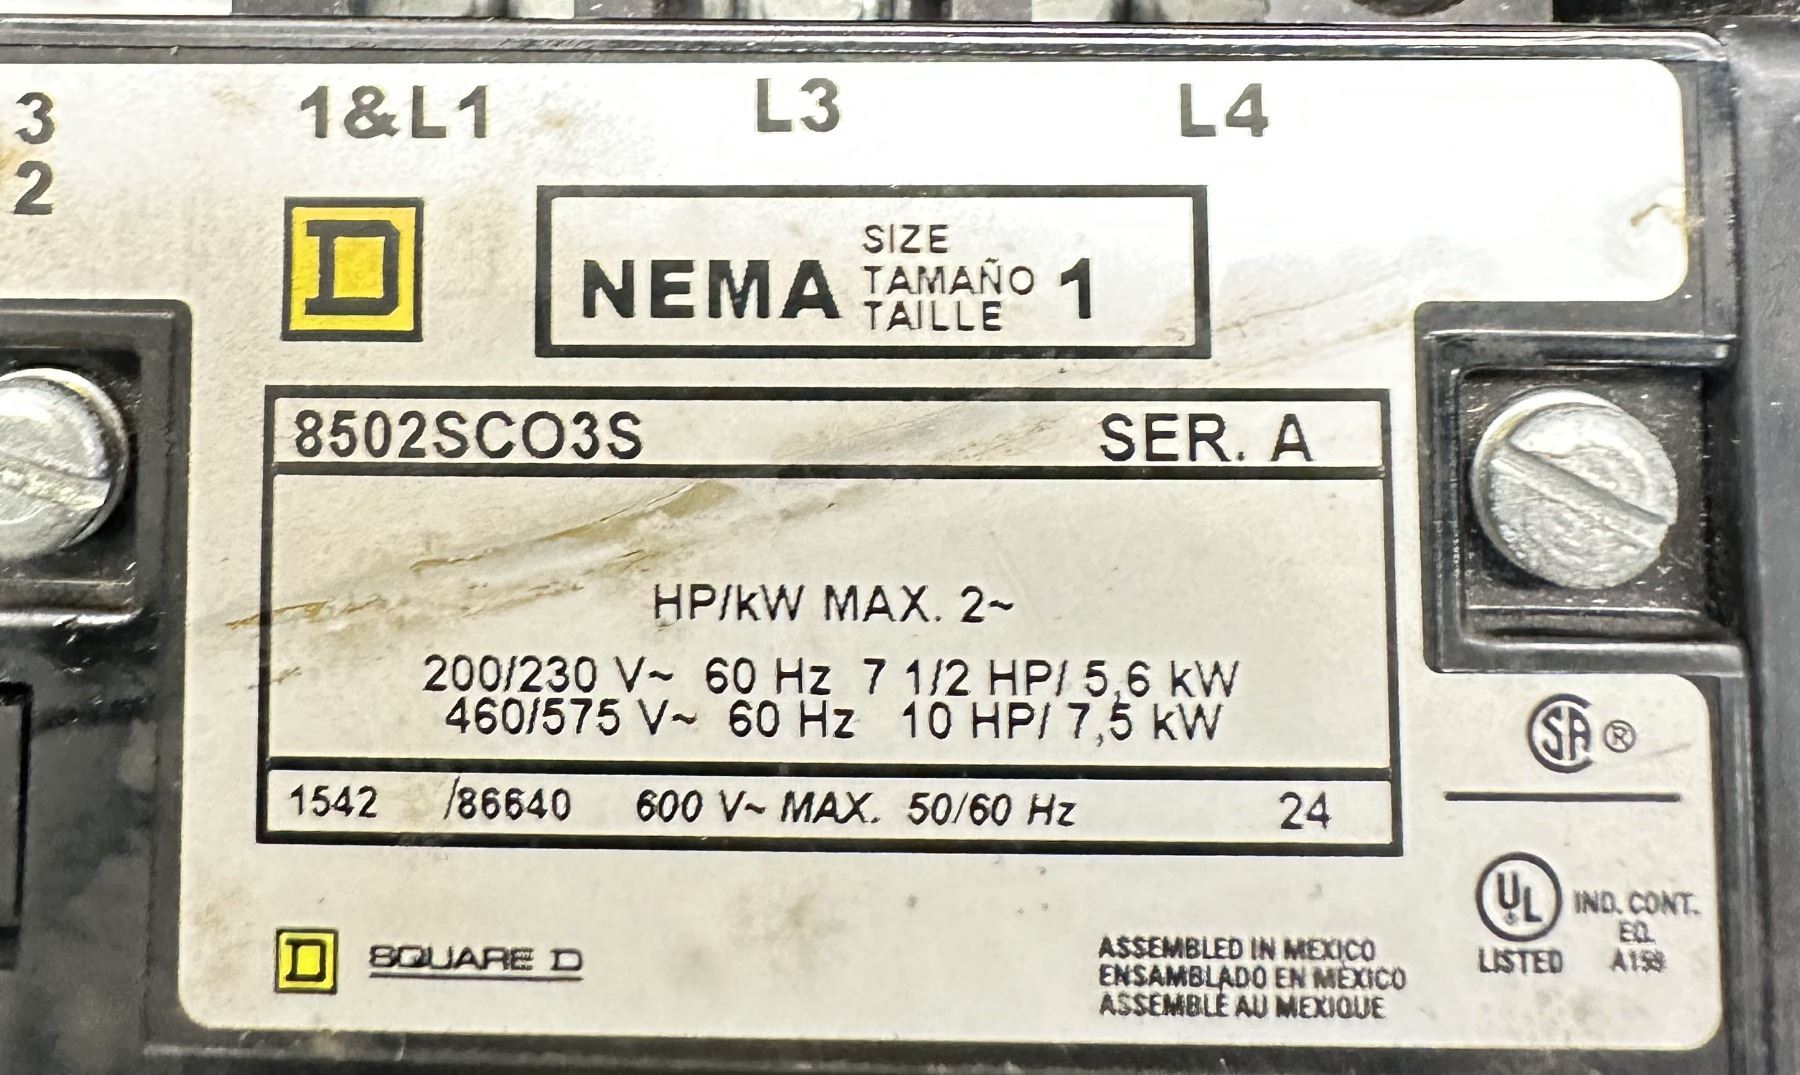 3
2
1&L1
L3
L4
D
NEMA
SIZE
TAMAÑO
TAILLE
1
8502SCO3S SER. A
HP/kW MAX. 2~
200/230 V~ 60 Hz 7 1/2 HP/ 5,6 kW
460/575 V~ 60 Hz 10 HP/ 7,5 kW
1542 /86640 600 V~ MAX. 50/60 Hz 24
SA ®
UL
LISTED
IND. CONT.
EQ.
D SQUARE D
ASSEMBLED IN MEXICO
ENSAMBLADO EN MÉXICO
ASSEMBLÉ AU MEXIQUE